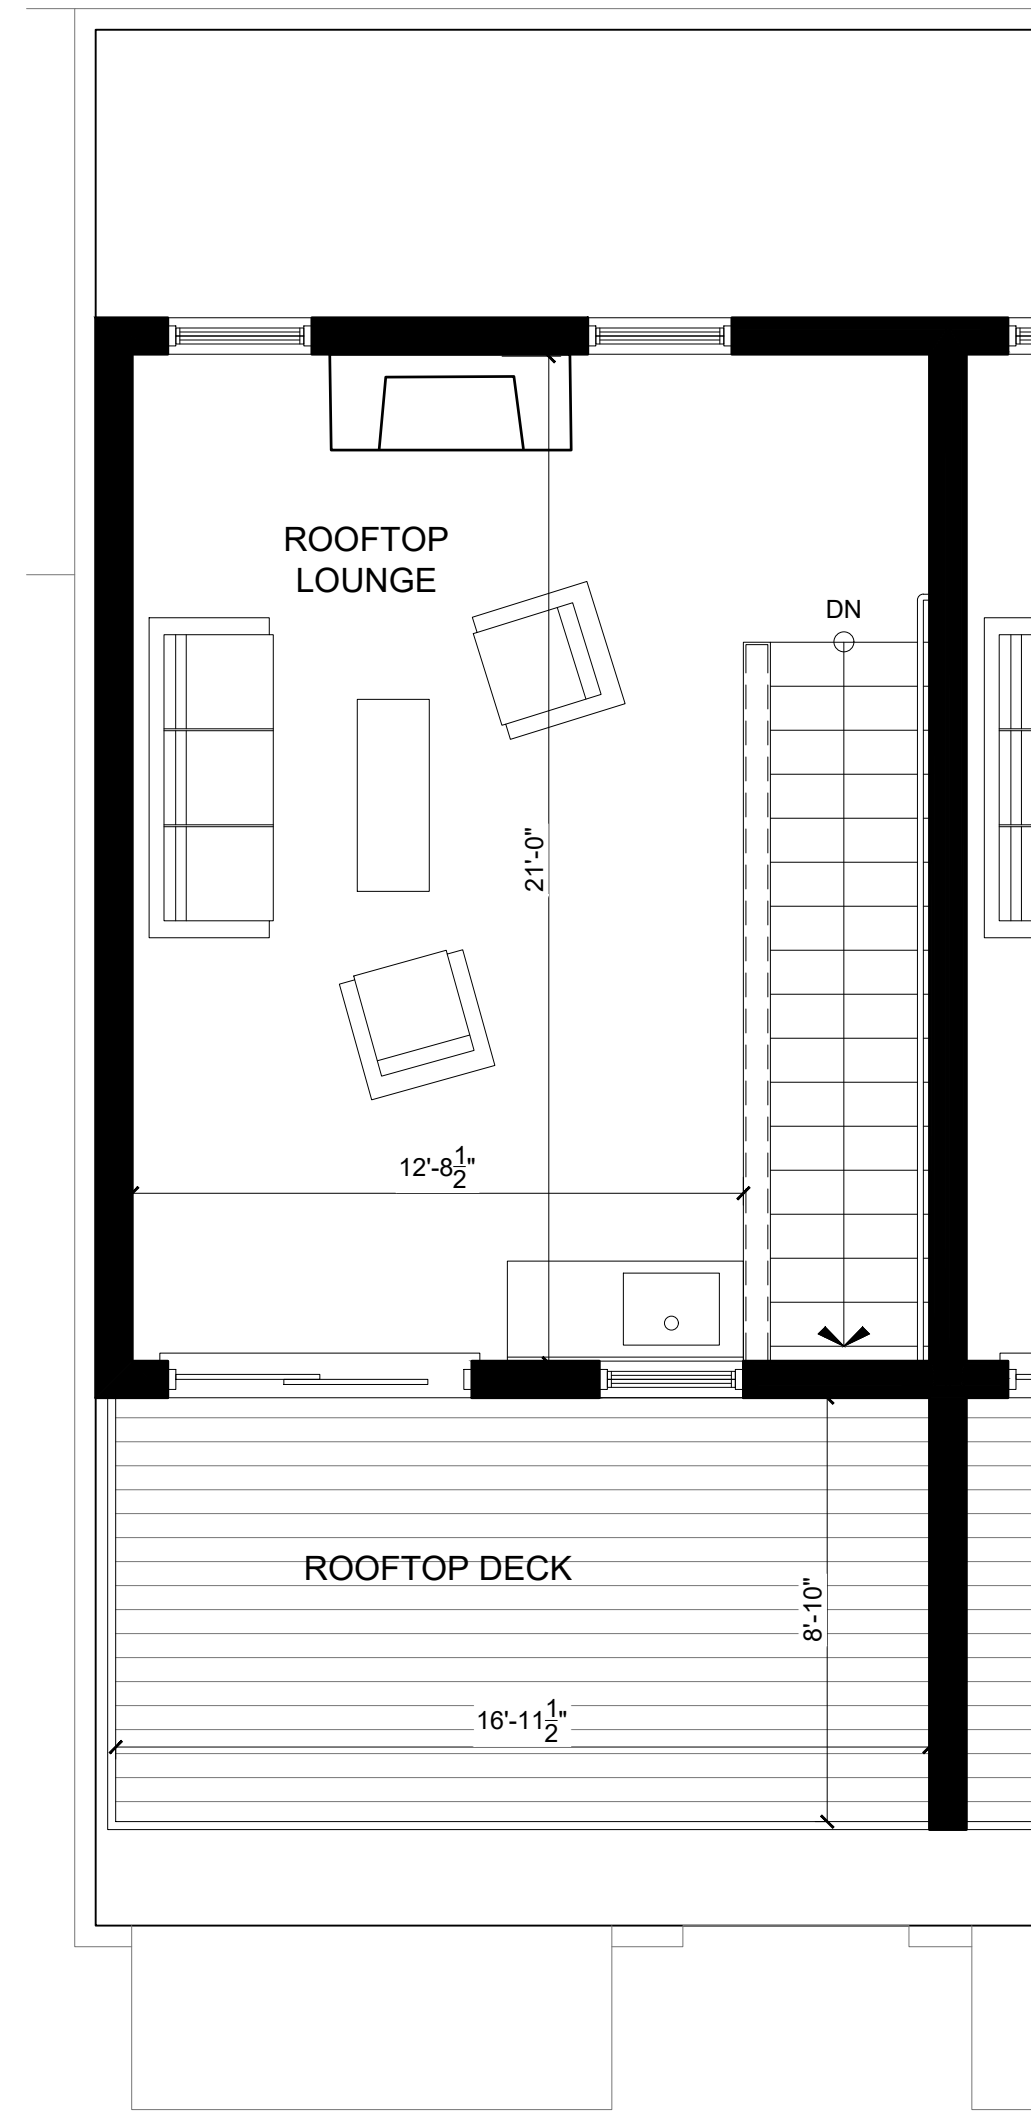 ROOFTOP
LOUNGE
DN
21'-0"
12'-8½"
ROOFTOP DECK
8'-10"
16'-11½"